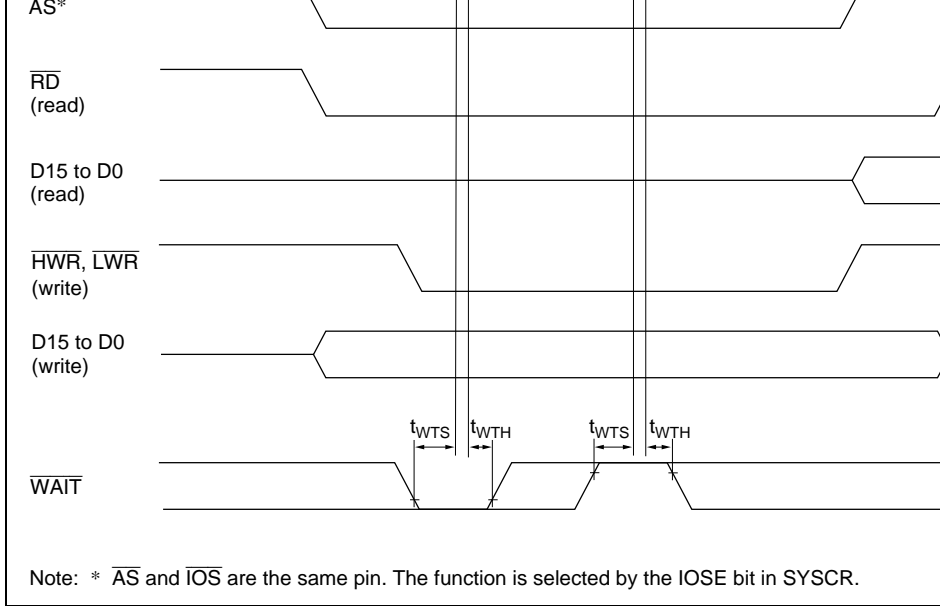 AS*
RD
(read)
D15 to D0
(read)
HWR, LWR
(write)
D15 to D0
(write)
tWTS tWTH tWTS tWTH
WAIT
Note: * AS and IOS are the same pin. The function is selected by the IOSE bit in SYSCR.